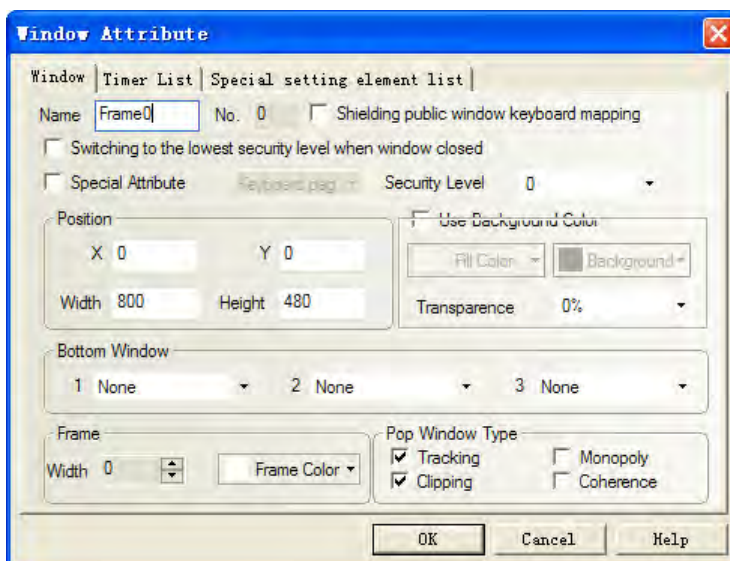 Window Attribute
Window Timer List Special setting element list
Name Frame0 No. 0 Shielding public window keyboard mapping
Switching to the lowest security level when window closed
Special Attribute Keyboard pag Security Level 0
Position Use Background Color
X 0 Y 0 Fill Color Background
Width 800 Height 480 Transparence 0%
Bottom Window
1 None 2 None 3 None
Frame Pop Window Type
Width 0 Frame Color Tracking Monopoly
Clipping Coherence
OK Cancel Help